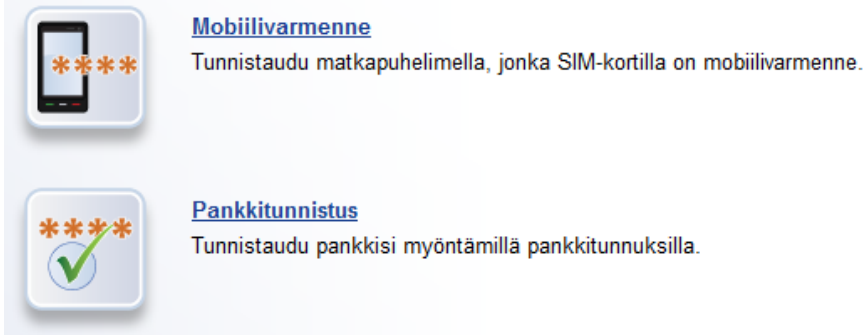 Mobiilivarmenne
Tunnistaudu matkapuhelimella, jonka SIM-kortilla on mobiilivarmenne.
Pankkitunnistus
Tunnistaudu pankkisi myöntämillä pankkitunnuksilla.